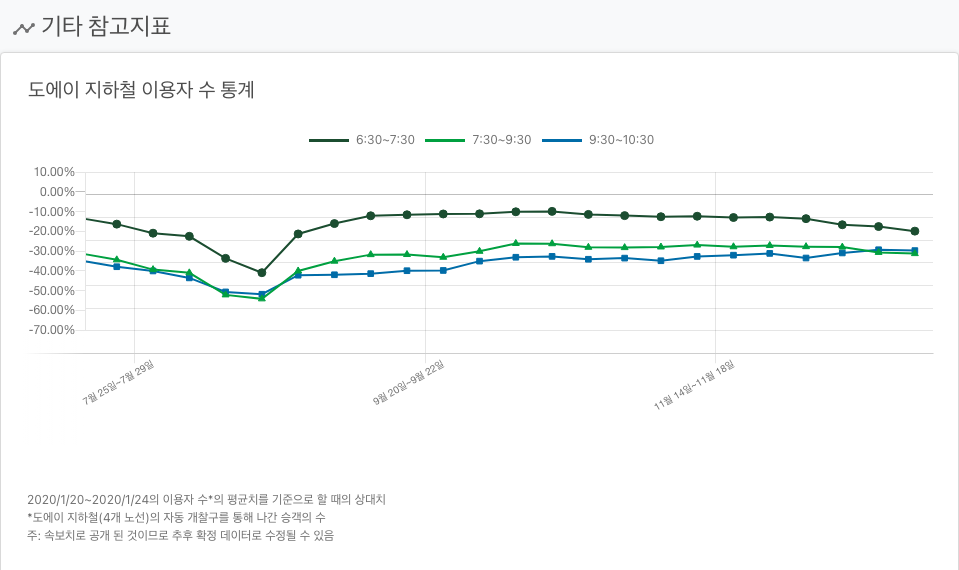 기타 참고지표
도에이 지하철 이용자 수 통계
6:30~7:30 7:30~9:30 9:30~10:30
10.00%
0.00%
-10.00%
-20.00%
-30.00%
-40.00%
-50.00%
-60.00%
-70.00%
7월 25일~7월 29일
9월 20일~9월 22일
11월 14일~11월 18일
2020/1/20~2020/1/24의 이용자 수*의 평균치를 기준으로 할 때의 상대치
*도에이 지하철(4개 노선)의 자동 개찰구를 통해 나간 승객의 수
주: 속보치로 공개 된 것이므로 추후 확정 데이터로 수정될 수 있음